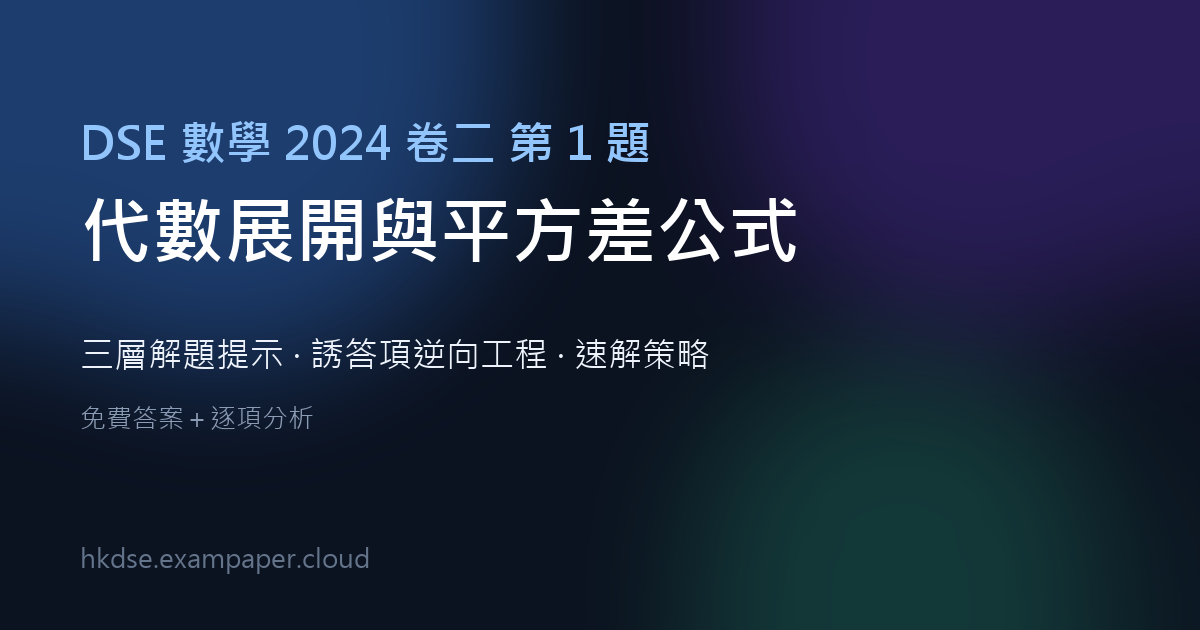 DSE 數學 2024 卷二 第 1 題
代數展開與平方差公式
三層解題提示 · 誘答項逆向工程 · 速解策略
免費答案 + 逐項分析
hkdse.exampaper.cloud